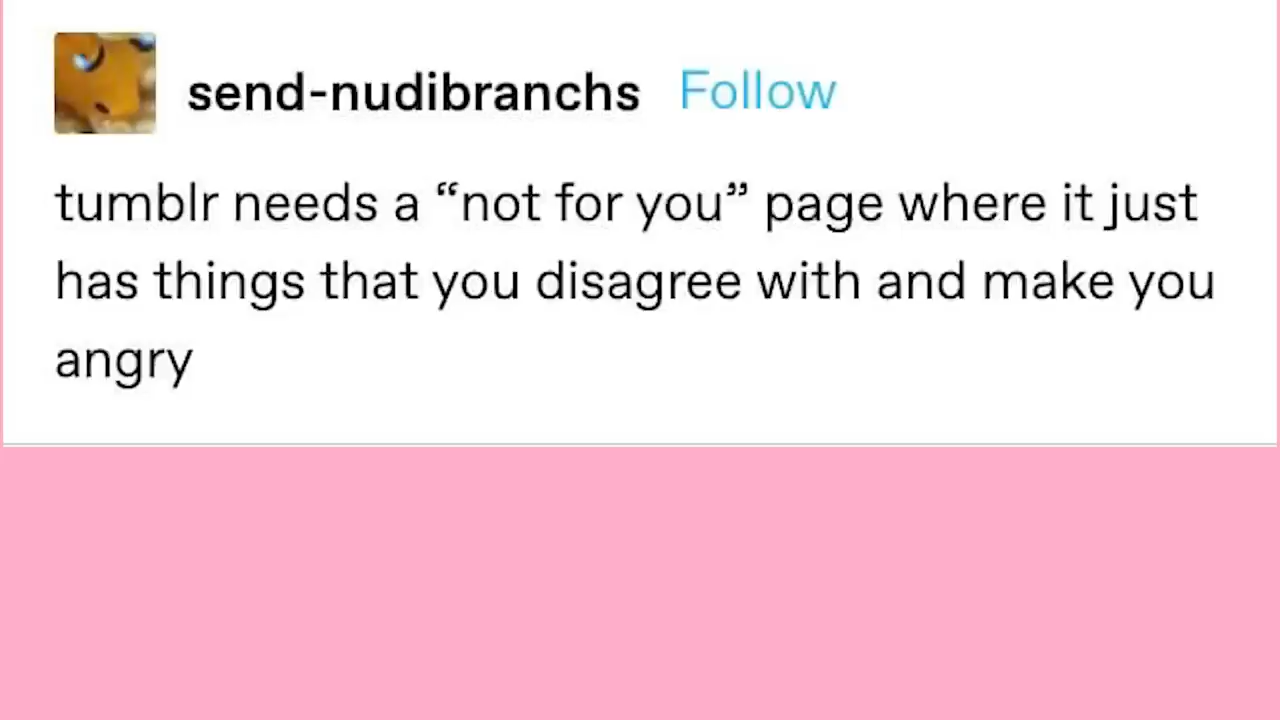 send-nudibranchs Follow
tumblr needs a “not for you” page where it just
has things that you disagree with and make you
angry